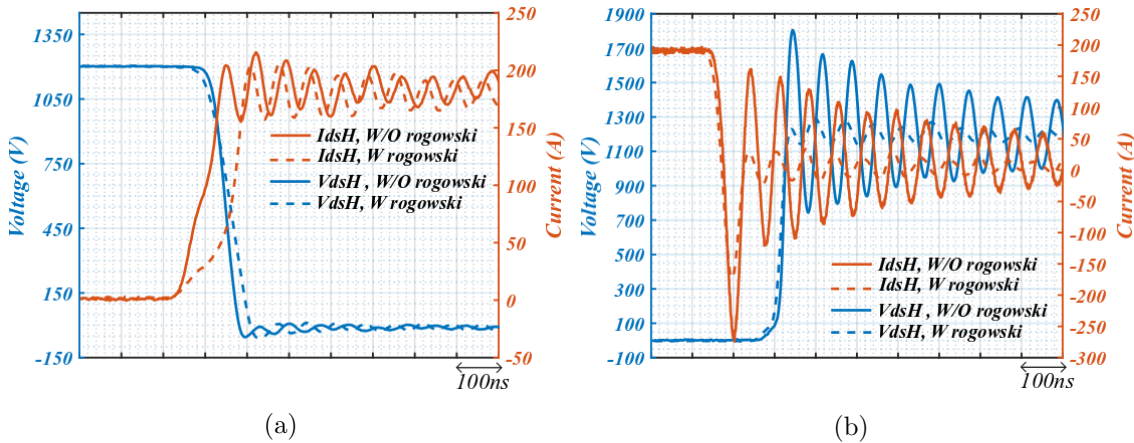 1350
1050
750
450
150
-150
Voltage (V)
250
200
150
100
50
0
-50
Current (A)
IdsH, W/O rogowski
IdsH, W rogowski
VdsH , W/O rogowski
VdsH, W rogowski
100ns
(a)
1900
1700
1500
1300
1100
900
700
500
300
100
-100
Voltage (V)
250
200
150
100
50
0
-50
-100
-150
-200
-250
-300
Current (A)
IdsH, W/O rogowski
IdsH, W rogowski
VdsH , W/O rogowski
VdsH, W rogowski
100ns
(b)